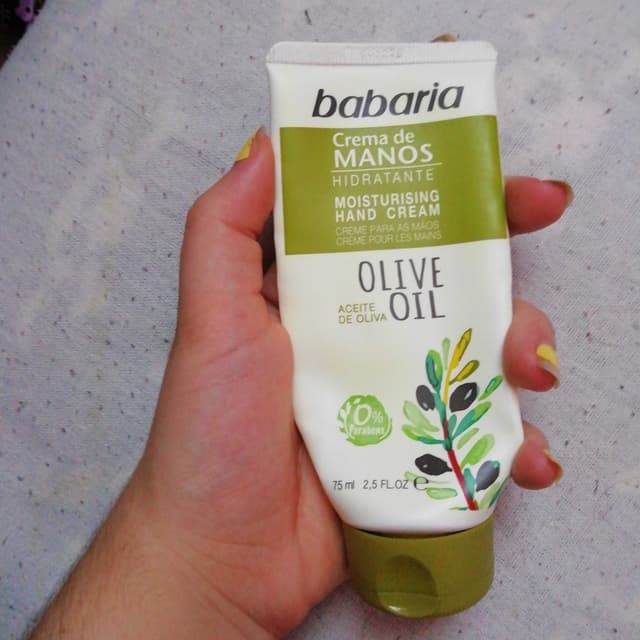 babaria
Crema de
MANOS
HIDRATANTE
MOISTURISING
HAND CREAM
CREME PARA AS MÃOS
CRÈME POUR LES MAINS
OLIVE
OIL
ACEITE
DE OLIVA
0%
Parabens
75 ml 2,5 FL.OZ ℮